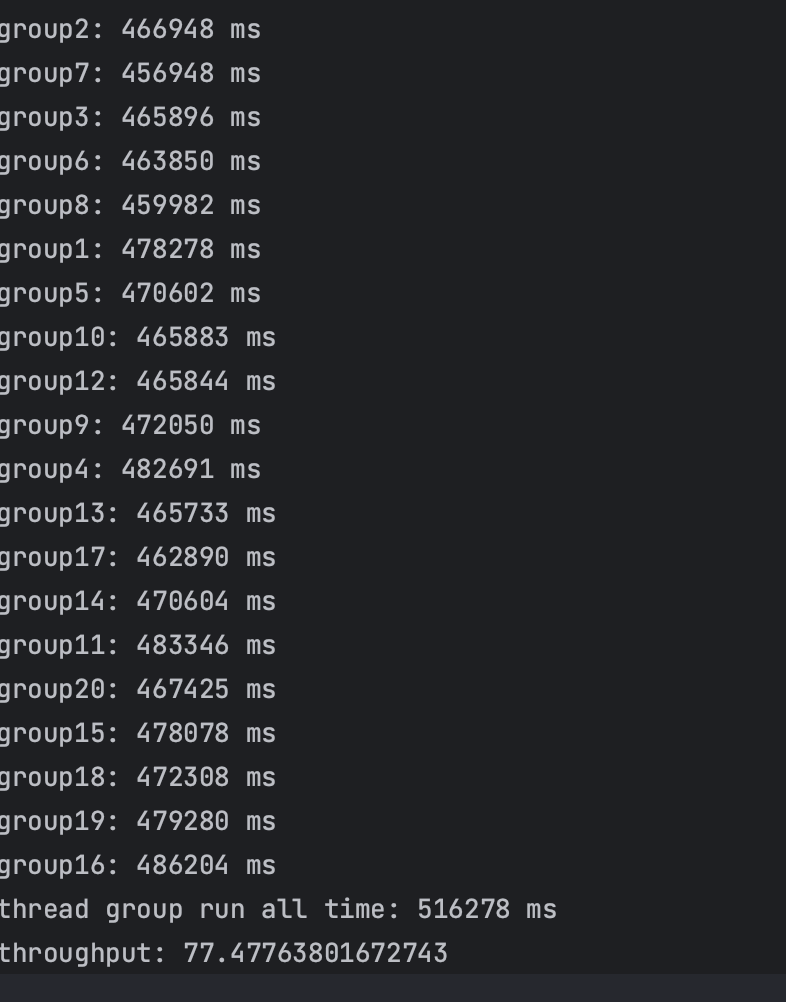 group2: 466948 ms
group7: 456948 ms
group3: 465896 ms
group6: 463850 ms
group8: 459982 ms
group1: 478278 ms
group5: 470602 ms
group10: 465883 ms
group12: 465844 ms
group9: 472050 ms
group4: 482691 ms
group13: 465733 ms
group17: 462890 ms
group14: 470604 ms
group11: 483346 ms
group20: 467425 ms
group15: 478078 ms
group18: 472308 ms
group19: 479280 ms
group16: 486204 ms
thread group run all time: 516278 ms
throughput: 77.47763801672743